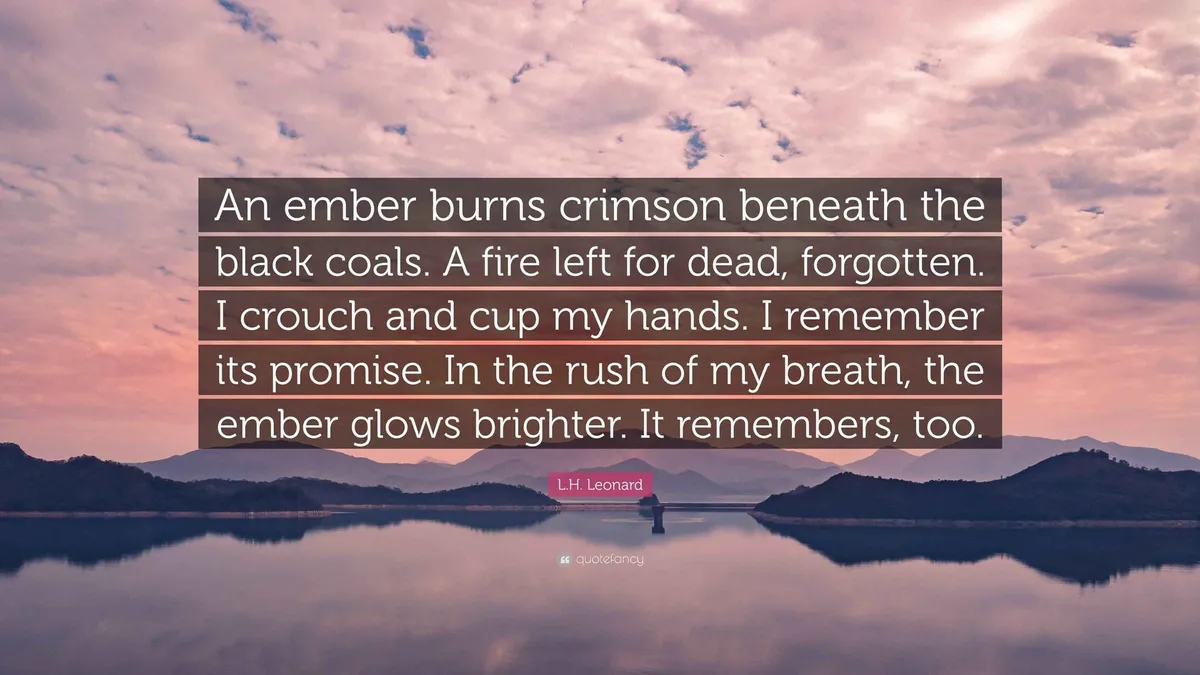 An ember burns crimson beneath the
black coals. A fire left for dead, forgotten.
I crouch and cup my hands. I remember
its promise. In the rush of my breath, the
ember glows brighter. It remembers, too.
L.H. Leonard
quotefancy